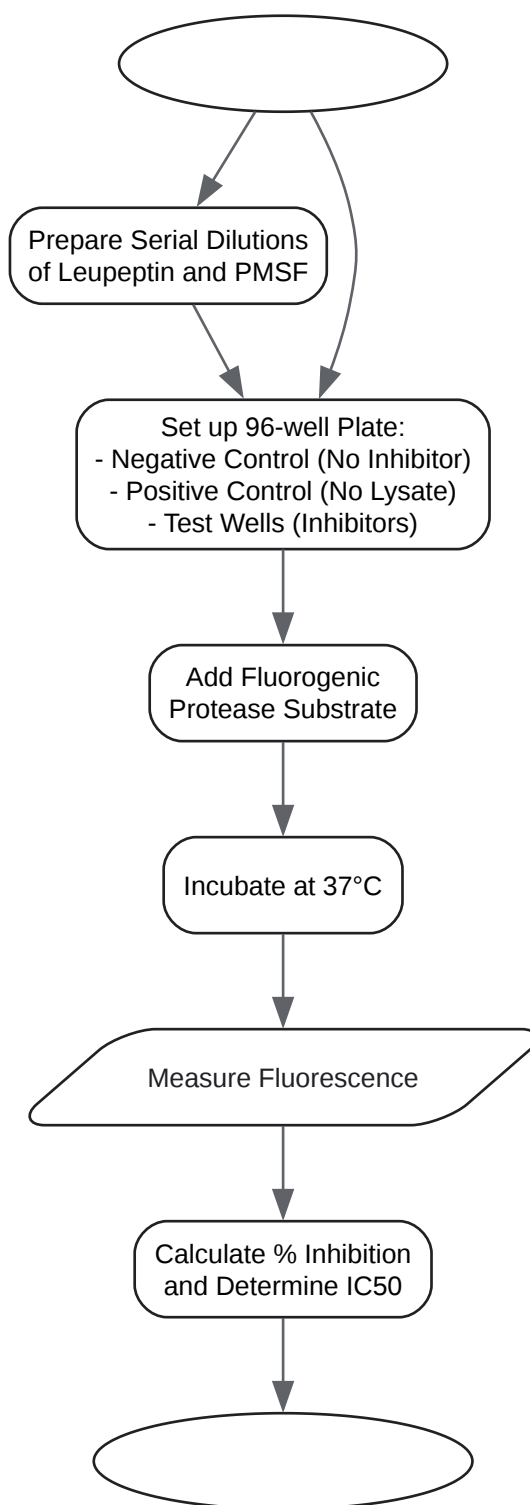 Prepare Serial Dilutions
of Leupeptin and PMSF
Set up 96-well Plate:
- Negative Control (No Inhibitor)
- Positive Control (No Lysate)
- Test Wells (Inhibitors)
Add Fluorogenic
Protease Substrate
Incubate at 37°C
Measure Fluorescence
Calculate % Inhibition
and Determine IC50